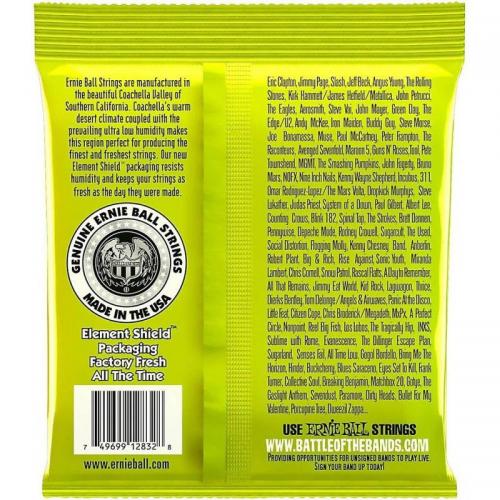 Ernie Ball Strings are manufactured in
the beautiful Coachella Valley of
Southern California. Coachella's warm
desert climate coupled with the
prevailing ultra low humidity makes
this region perfect for producing the
finest and freshest strings. Our new
Element Shield™ packaging resists
humidity and keeps your strings as
fresh as the day they were made.
GENUINE ERNIE BALL STRINGS
MADE IN THE USA
Element Shield™
Packaging
Factory Fresh
All The Time
7 49699 12832 8
www.ernieball.com
Eric Clapton, Jimmy Page, Slash, Jeff Beck, Angus Young, The Rolling
Stones, Kirk Hammett/James Hetfield/Metallica, John Petrucci,
The Eagles, Aerosmith, Steve Vai, John Mayer, Green Day, The
Edge/U2, Andy McKee, Iron Maiden, Buddy Guy, Steve Morse,
Joe Bonamassa, Muse, Paul McCartney, Peter Frampton, The
Raconteurs, Avenged Sevenfold, Maroon 5, Guns N' Roses, Tool, Pete
Townshend, MGMT, The Smashing Pumpkins, John Fogerty, Bruno
Mars, NOFX, Nine Inch Nails, Kenny Wayne Shepherd, Incubus, 311,
Omar Rodriguez-Lopez/The Mars Volta, Dropkick Murphys, Steve
Lukather, Judas Priest, System of a Down, Paul Gilbert, Albert Lee,
Counting Crows, Blink 182, Spinal Tap, The Strokes, Brett Dennen,
Pennywise, Depeche Mode, Rodney Crowell, Sugarcult, The Used,
Social Distortion, Flogging Molly, Kenny Chesney Band, Anberlin,
Robert Plant, Big & Rich, Rise Against, Sonic Youth, Miranda
Lambert, Chris Cornell, Snow Patrol, Rascal Flatts, A Day to Remember,
All That Remains, Jimmy Eat World, Kid Rock, Lagwagon, Thrice,
Dierks Bentley, Tom Delonge/Angels & Airwaves, Panic At the Disco,
Little Feat, Citizen Cope, Chris Broderick/Megadeth, MxPx, A Perfect
Circle, Nonpoint, Reel Big Fish, Los Lobos, The Tragically Hip, INXS,
Sublime with Rome, Evanescence, The Dillinger Escape Plan,
Sugarland, Senses Fail, All Time Low, Gogol Bordello, Bring Me The
Horizon, Hinder, Buckcherry, Blues Saraceno, Eyes Set To Kill, Frank
Turner, Collective Soul, Breaking Benjamin, Matchbox 20, Gotye, The
Gaslight Anthem, Sevendust, Paramore, Dirty Heads, Bullet For My
Valentine, Porcupine Tree, Dweezil Zappa...
USE ERNIE BALL STRINGS
WWW.BATTLEOFTHEBANDS.COM
PROVIDING OPPORTUNITIES FOR UNSIGNED BANDS TO PLAY LIVE.
SIGN YOUR BAND UP TODAY!